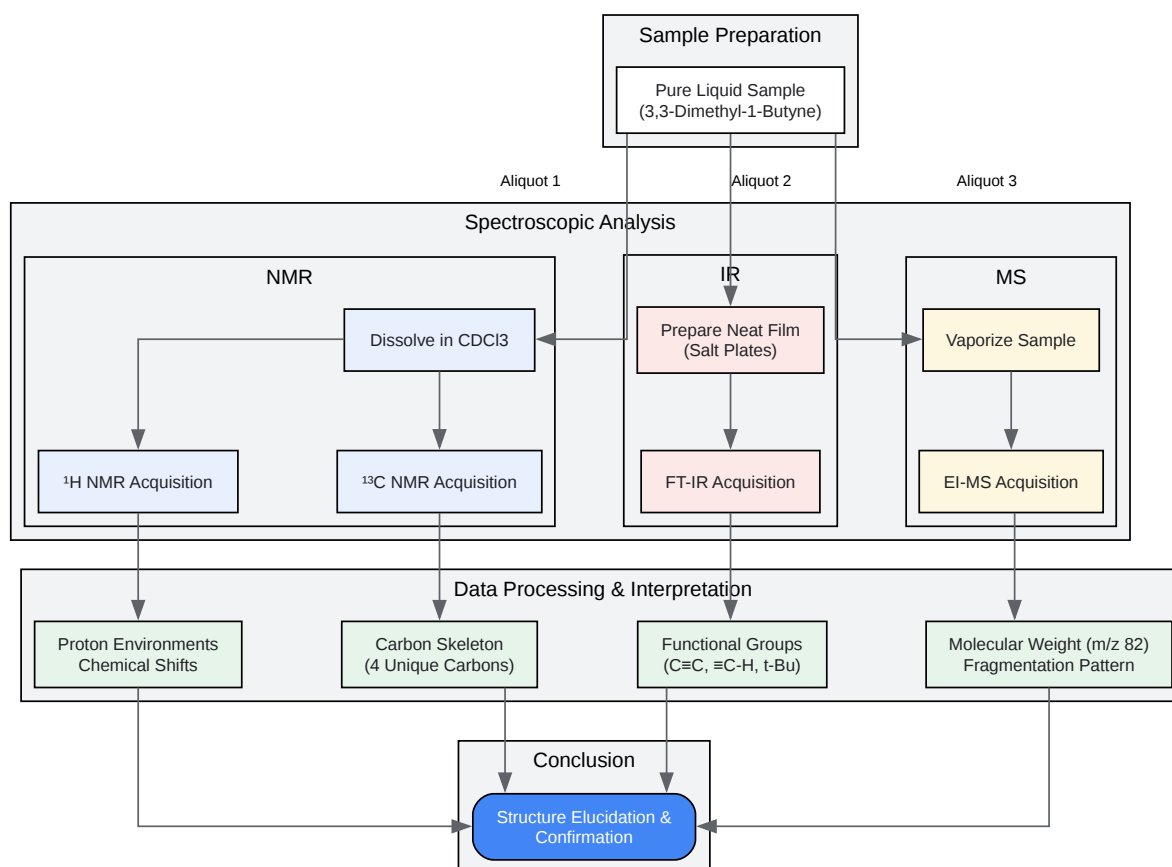 Sample Preparation
Pure Liquid Sample
(3,3-Dimethyl-1-Butyne)
Aliquot 1
Aliquot 2
Aliquot 3
Spectroscopic Analysis
NMR
IR
MS
Dissolve in CDCl3
Prepare Neat Film
(Salt Plates)
Vaporize Sample
¹H NMR Acquisition
¹³C NMR Acquisition
FT-IR Acquisition
EI-MS Acquisition
Data Processing & Interpretation
Proton Environments
Chemical Shifts
Carbon Skeleton
(4 Unique Carbons)
Functional Groups
(C≡C, ≡C-H, t-Bu)
Molecular Weight (m/z 82)
Fragmentation Pattern
Conclusion
Structure Elucidation &
Confirmation